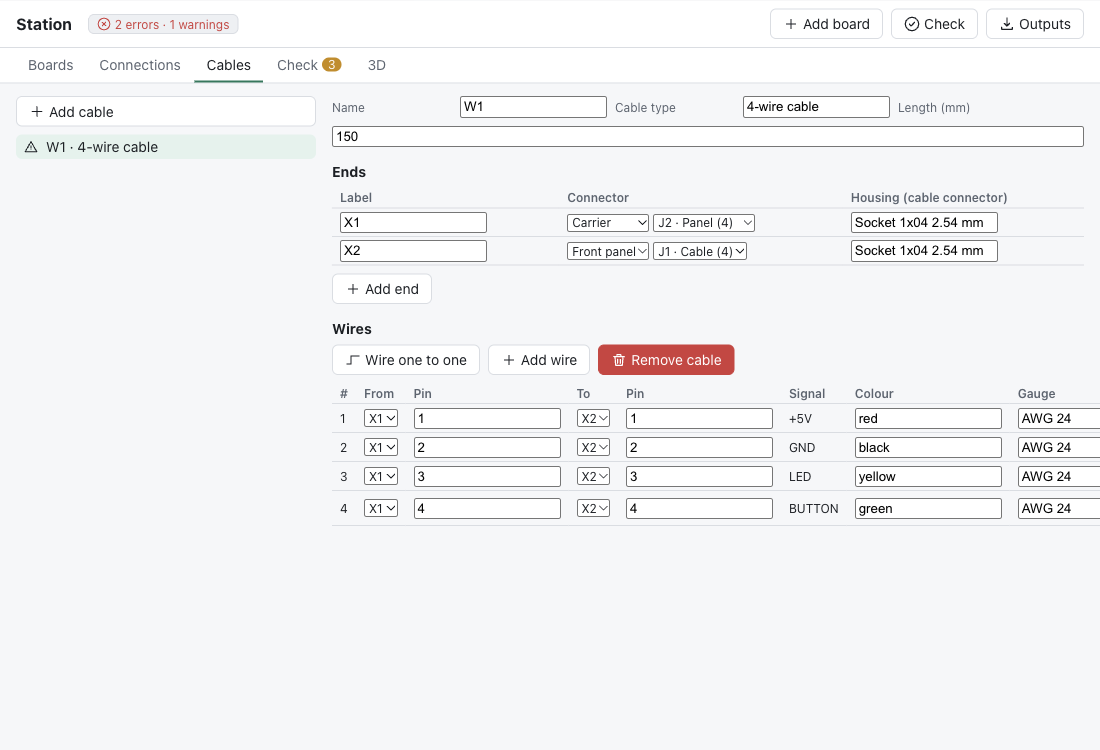 Station 2 errors · 1 warnings Add board Check Outputs
Boards Connections Cables Check 3 3D
Add cable
W1 · 4-wire cable
Name W1 Cable type 4-wire cable Length (mm)
150
Ends
Label Connector Housing (cable connector)
X1 Carrier J2 · Panel (4) Socket 1x04 2.54 mm
X2 Front panel J1 · Cable (4) Socket 1x04 2.54 mm
Add end
Wires
Wire one to one Add wire Remove cable
# From Pin To Pin Signal Colour Gauge
1 X1 1 X2 1 +5V red AWG 24
2 X1 2 X2 2 GND black AWG 24
3 X1 3 X2 3 LED yellow AWG 24
4 X1 4 X2 4 BUTTON green AWG 24